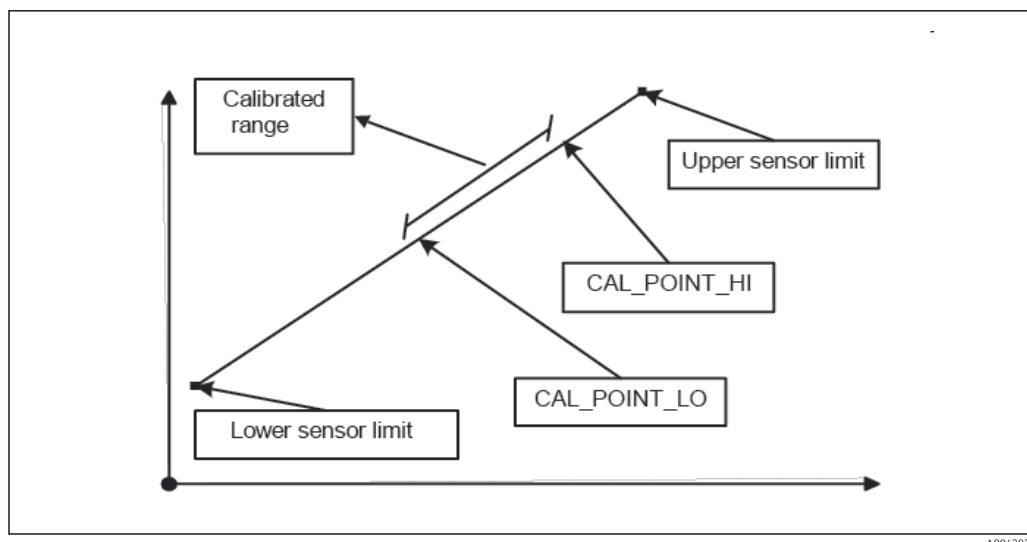 Calibrated
range
Upper sensor limit
CAL_POINT_HI
CAL_POINT_LO
Lower sensor limit